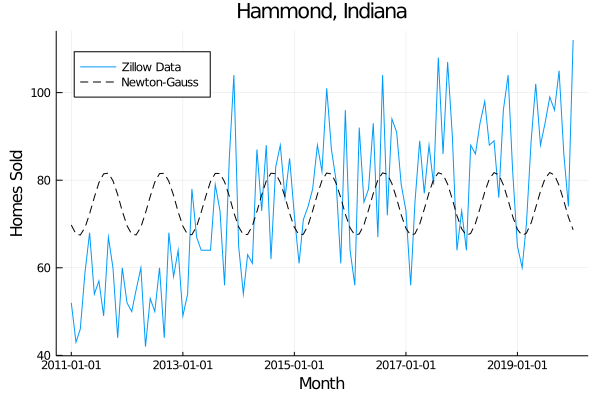 Hammond, Indiana
Zillow Data
Newton-Gauss
Homes Sold
100
80
60
40
2011-01-01 2013-01-01 2015-01-01 2017-01-01 2019-01-01
Month